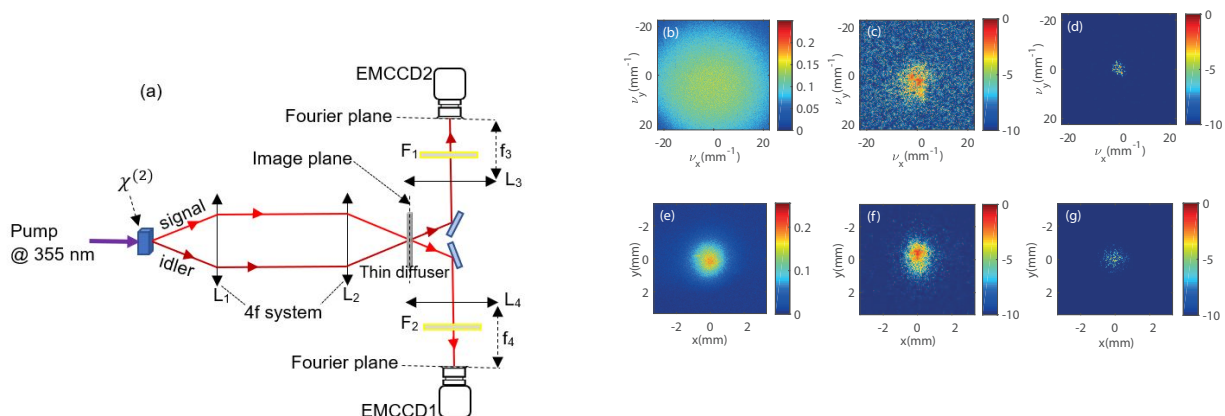 (a)
EMCCD2
Fourier plane
F₁
f₃
Image plane
L₃
χ⁽²⁾
signal
Pump
@ 355 nm
idler
Thin diffuser
L₁
L₂
4f system
L₄
F₂
f₄
Fourier plane
EMCCD1
(b)
-20
0
20
νy(mm⁻¹)
-20
0
20
νx(mm⁻¹)
0.2
0.15
0.1
0.05
0
(c)
-20
0
20
νy(mm⁻¹)
-20
0
20
νx(mm⁻¹)
0
-5
-10
(d)
-20
0
20
νy(mm⁻¹)
-20
0
20
νx(mm⁻¹)
0
-5
-10
(e)
-2
0
2
y(mm)
-2
0
2
x(mm)
0.2
0.1
0
(f)
-2
0
2
y(mm)
-2
0
2
x(mm)
0
-5
-10
(g)
-2
0
2
y(mm)
-2
0
2
x(mm)
0
-5
-10